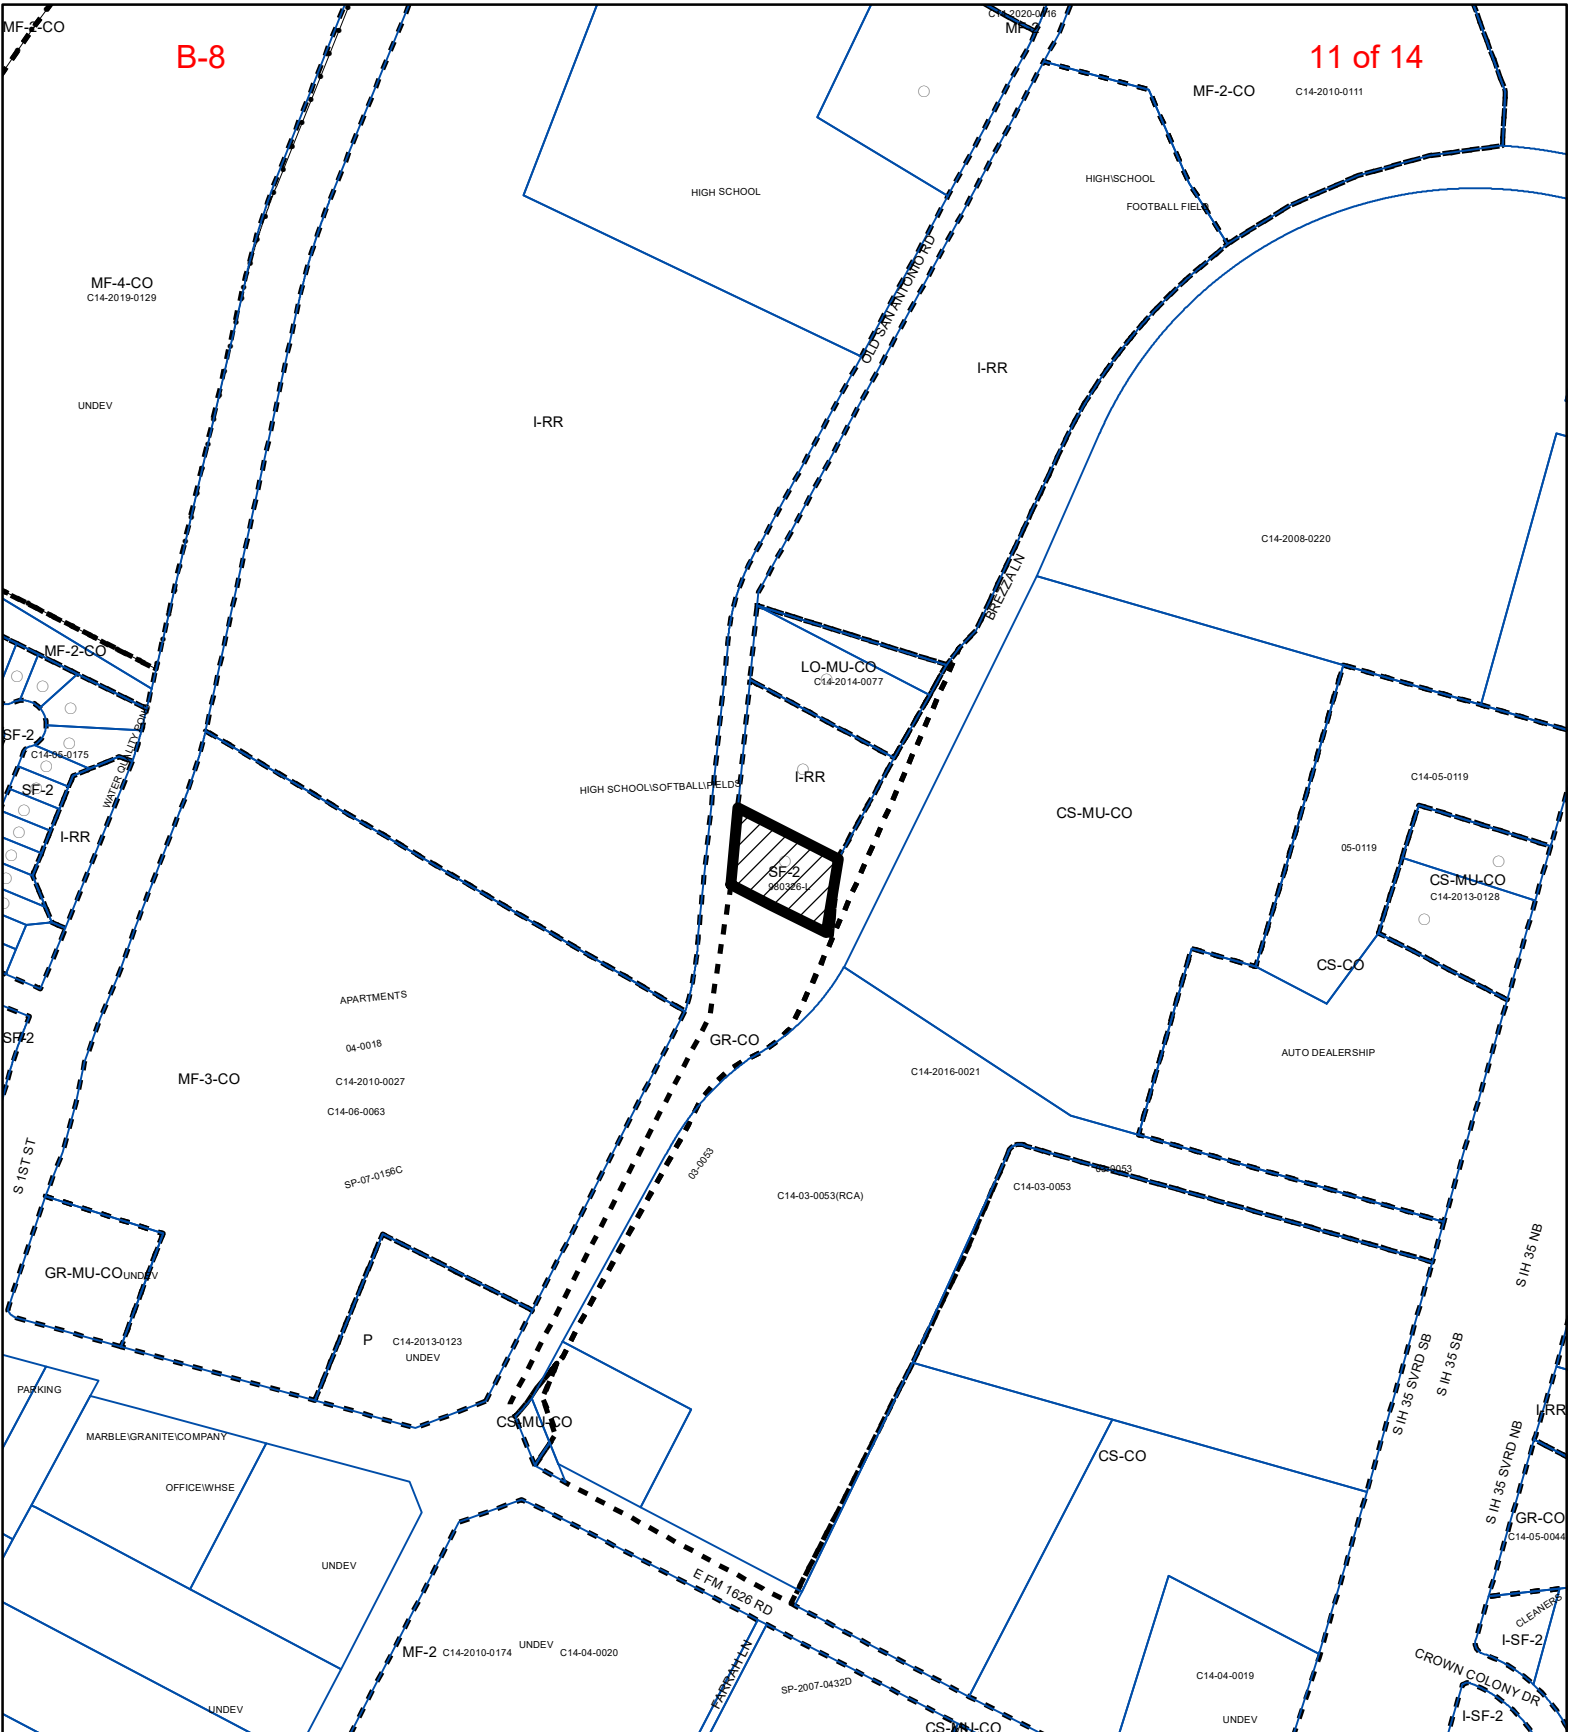 MF-2-CO
B-8
C14-2020-0116
11 of 14
MF-2-CO
C14-2010-0111
HIGH SCHOOL
HIGH\SCHOOL
FOOTBALL FIELD
OLD SAN ANTONIO RD
MF-4-CO
C14-2019-0129
I-RR
UNDEV
I-RR
C14-2008-0220
BREZZA LN
MF-2-CO
LO-MU-CO
C14-2014-0077
SF-2
C14-05-0175
WATER QUALITY POND
SF-2
I-RR
HIGH SCHOOL\SOFTBALL\FIELDS
I-RR
C14-05-0119
CS-MU-CO
05-0119
SF-2
980326-L
CS-MU-CO
C14-2013-0128
CS-CO
APARTMENTS
SF-2
04-0018
GR-CO
AUTO DEALERSHIP
MF-3-CO
C14-2010-0027
C14-2016-0021
C14-06-0063
S 1ST ST
SP-07-0156C
03-0053
03-0053
C14-03-0053(RCA)
C14-03-0053
S IH 35 NB
GR-MU-CO
UNDEV
P
C14-2013-0123
UNDEV
S IH 35 SVRD SB
S IH 35 SB
PARKING
CS-MU-CO
I-RR
MARBLE\GRANITE\COMPANY
CS-CO
S IH 35 SVRD NB
OFFICE\WHSE
GR-CO
C14-05-0044
UNDEV
E FM 1626 RD
CLEANERS
MF-2
C14-2010-0174
UNDEV
C14-04-0020
I-SF-2
FARRAH LN
SP-2007-0432D
C14-04-0019
CROWN COLONY DR
UNDEV
UNDEV
I-SF-2
CS-MU-CO